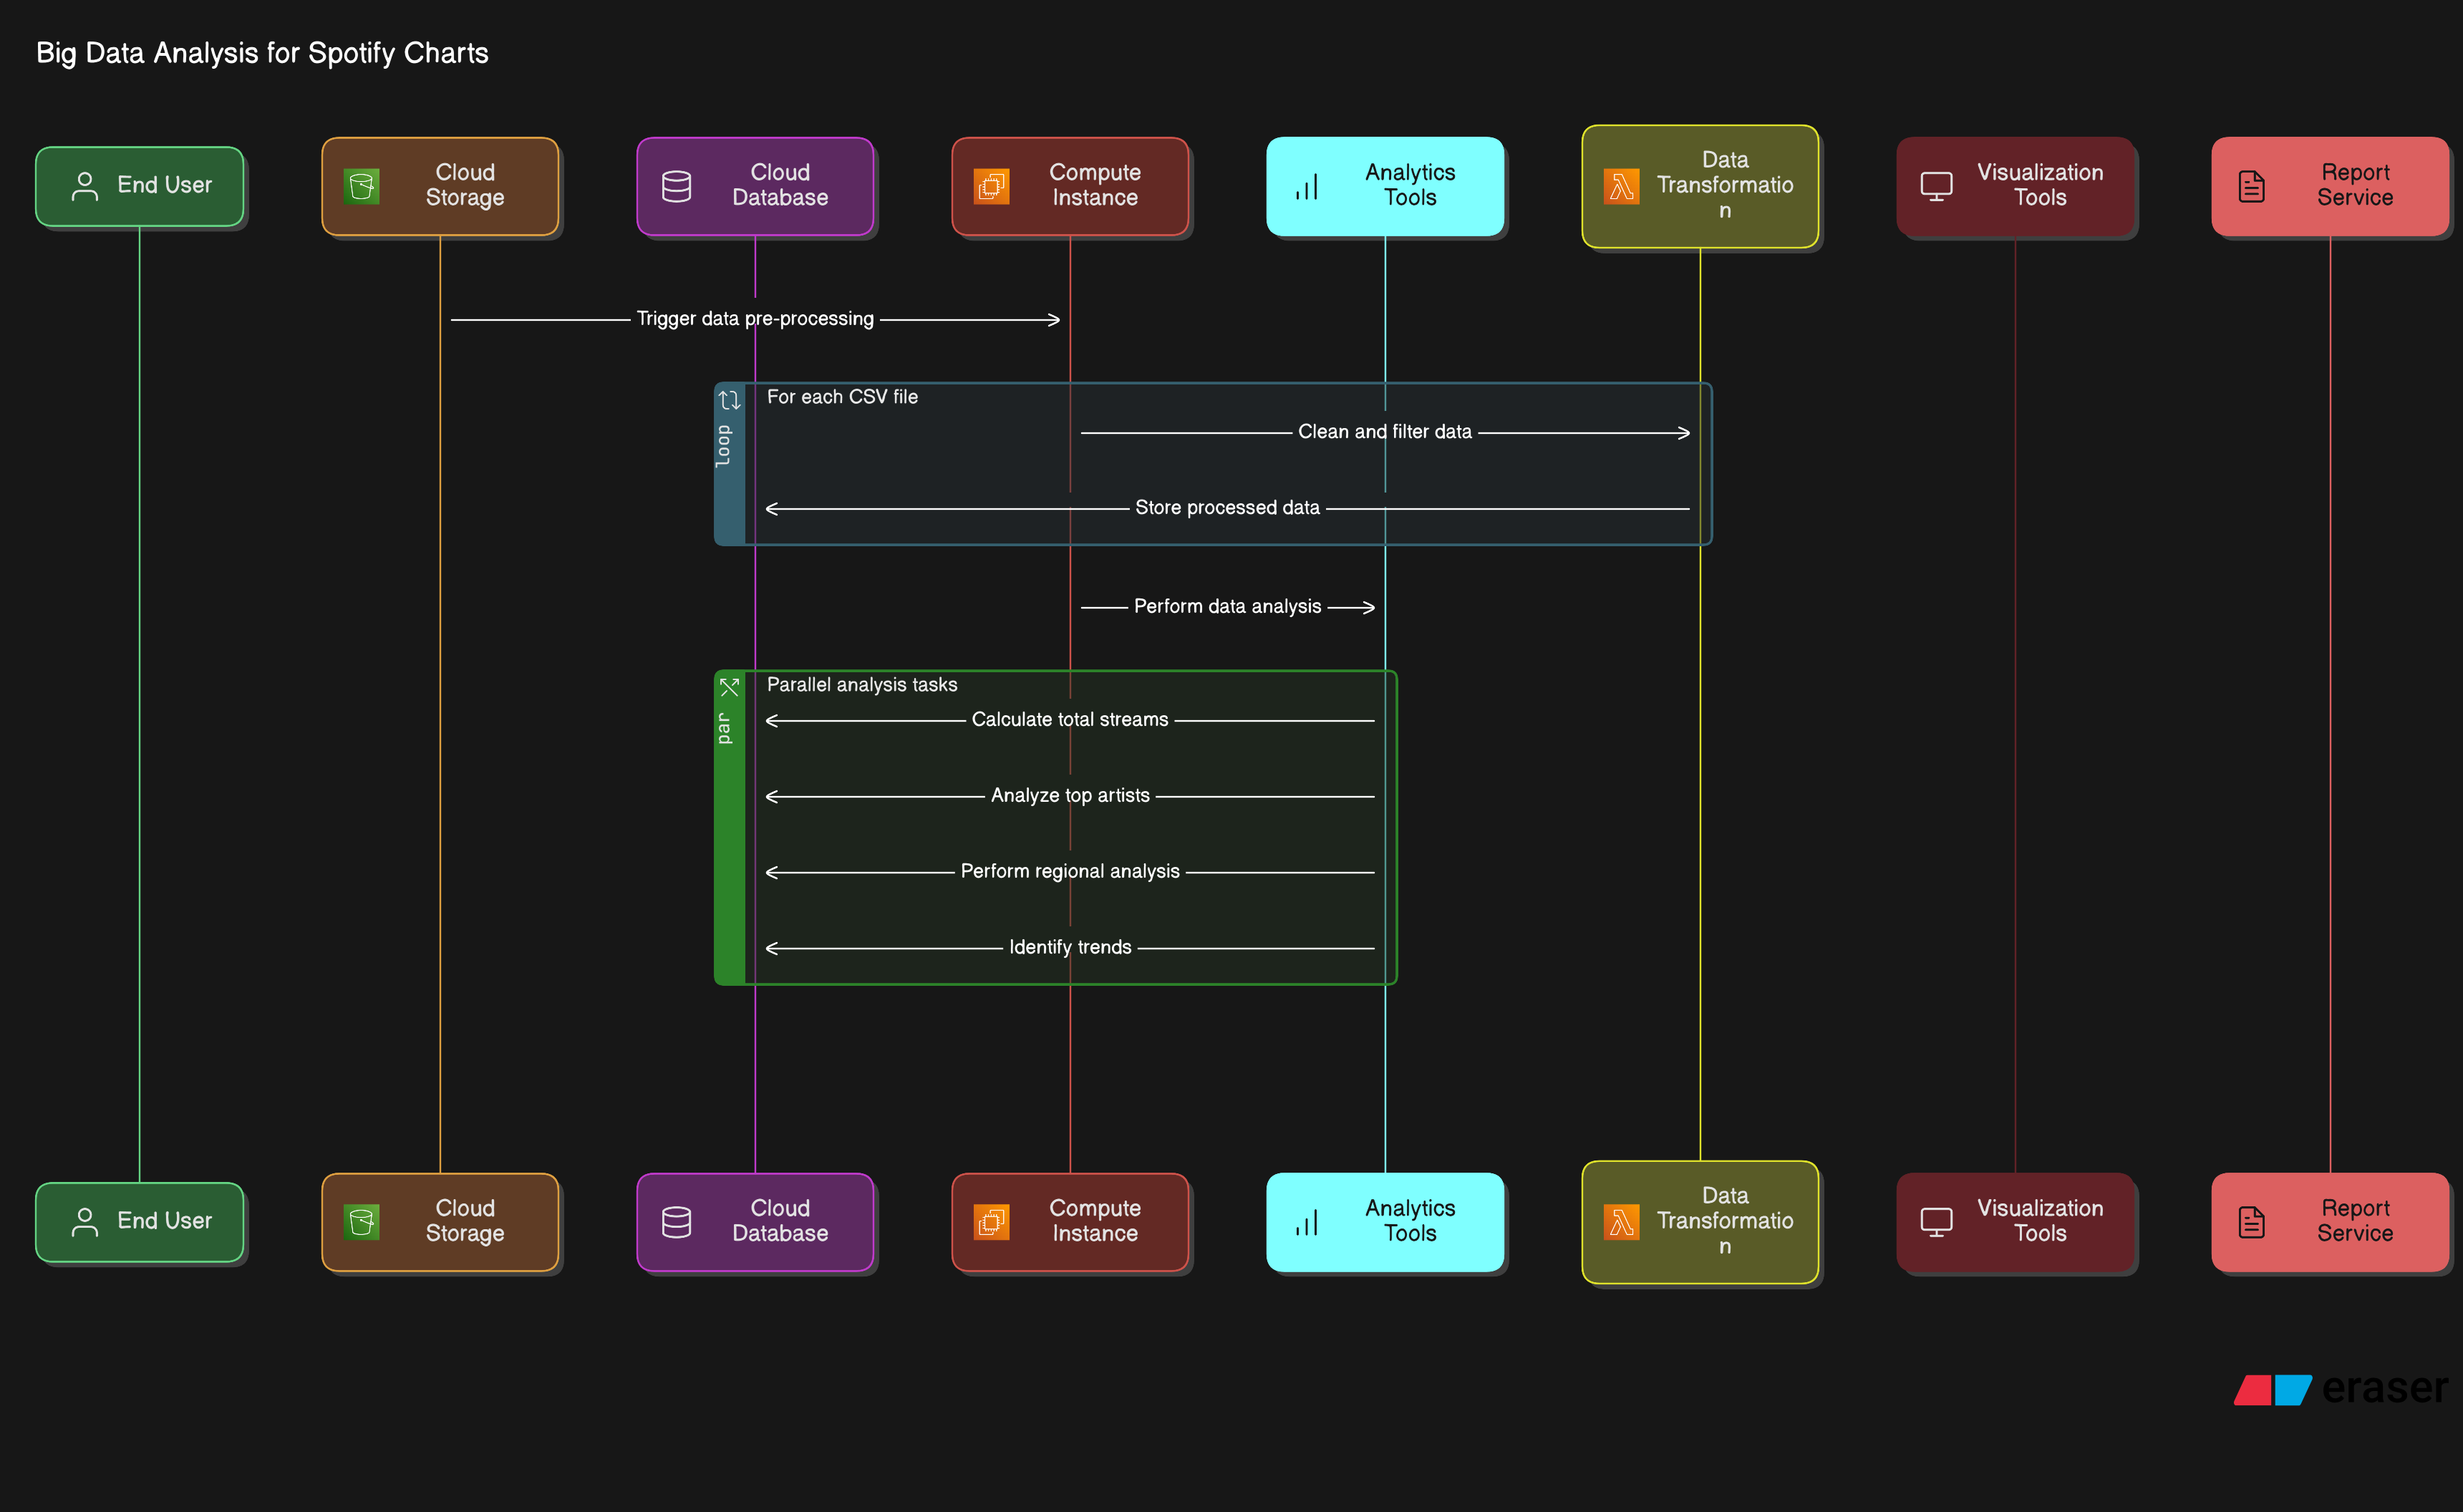 Big Data Analysis for Spotify Charts
End User
Cloud
Storage
Cloud
Database
Compute
Instance
Analytics
Tools
Data
Transformatio
n
Visualization
Tools
Report
Service
Trigger data pre-processing
loop
For each CSV file
Clean and filter data
Store processed data
Perform data analysis
par
Parallel analysis tasks
Calculate total streams
Analyze top artists
Perform regional analysis
Identify trends
End User
Cloud
Storage
Cloud
Database
Compute
Instance
Analytics
Tools
Data
Transformatio
n
Visualization
Tools
Report
Service
eraser